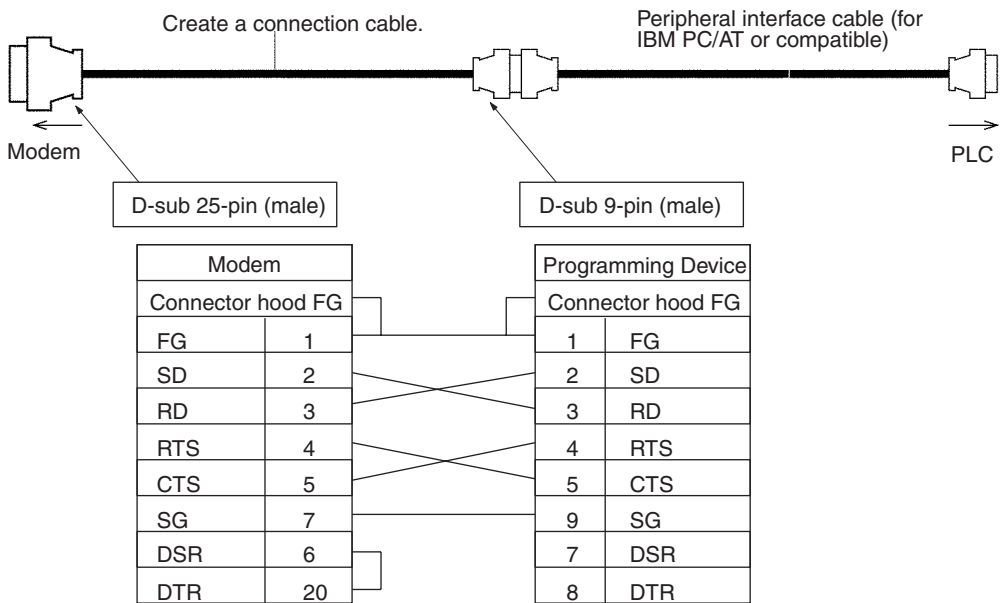 Create a connection cable.
Peripheral interface cable (for
IBM PC/AT or compatible)
Modem
PLC
D-sub 25-pin (male)
D-sub 9-pin (male)
Modem
Connector hood FG
FG 1
SD 2
RD 3
RTS 4
CTS 5
SG 7
DSR 6
DTR 20
Programming Device
Connector hood FG
1 FG
2 SD
3 RD
4 RTS
5 CTS
9 SG
7 DSR
8 DTR